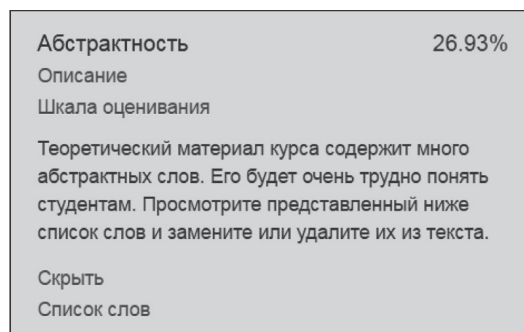 Абстрактность 26.93%
Описание
Шкала оценивания
Теоретический материал курса содержит много
абстрактных слов. Его будет очень трудно понять
студентам. Просмотрите представленный ниже
список слов и замените или удалите их из текста.
Скрыть
Список слов